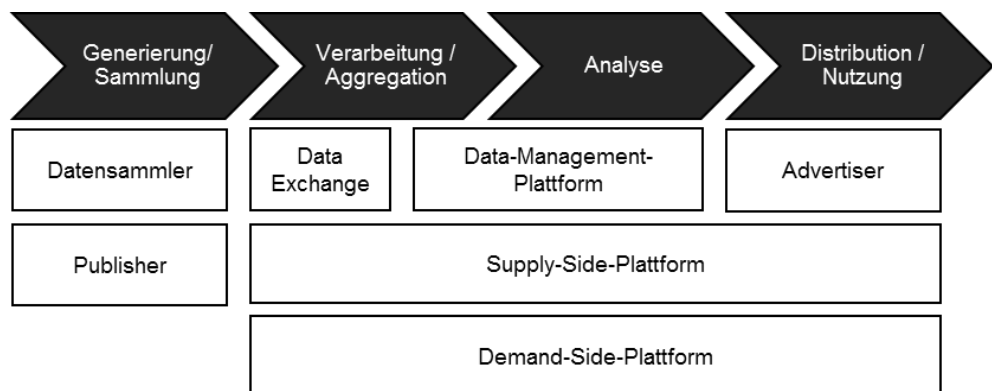 Generierung/
Sammlung
Verarbeitung /
Aggregation
Analyse
Distribution /
Nutzung
Datensammler
Data
Exchange
Data-Management-
Plattform
Advertiser
Publisher
Supply-Side-Plattform
Demand-Side-Plattform